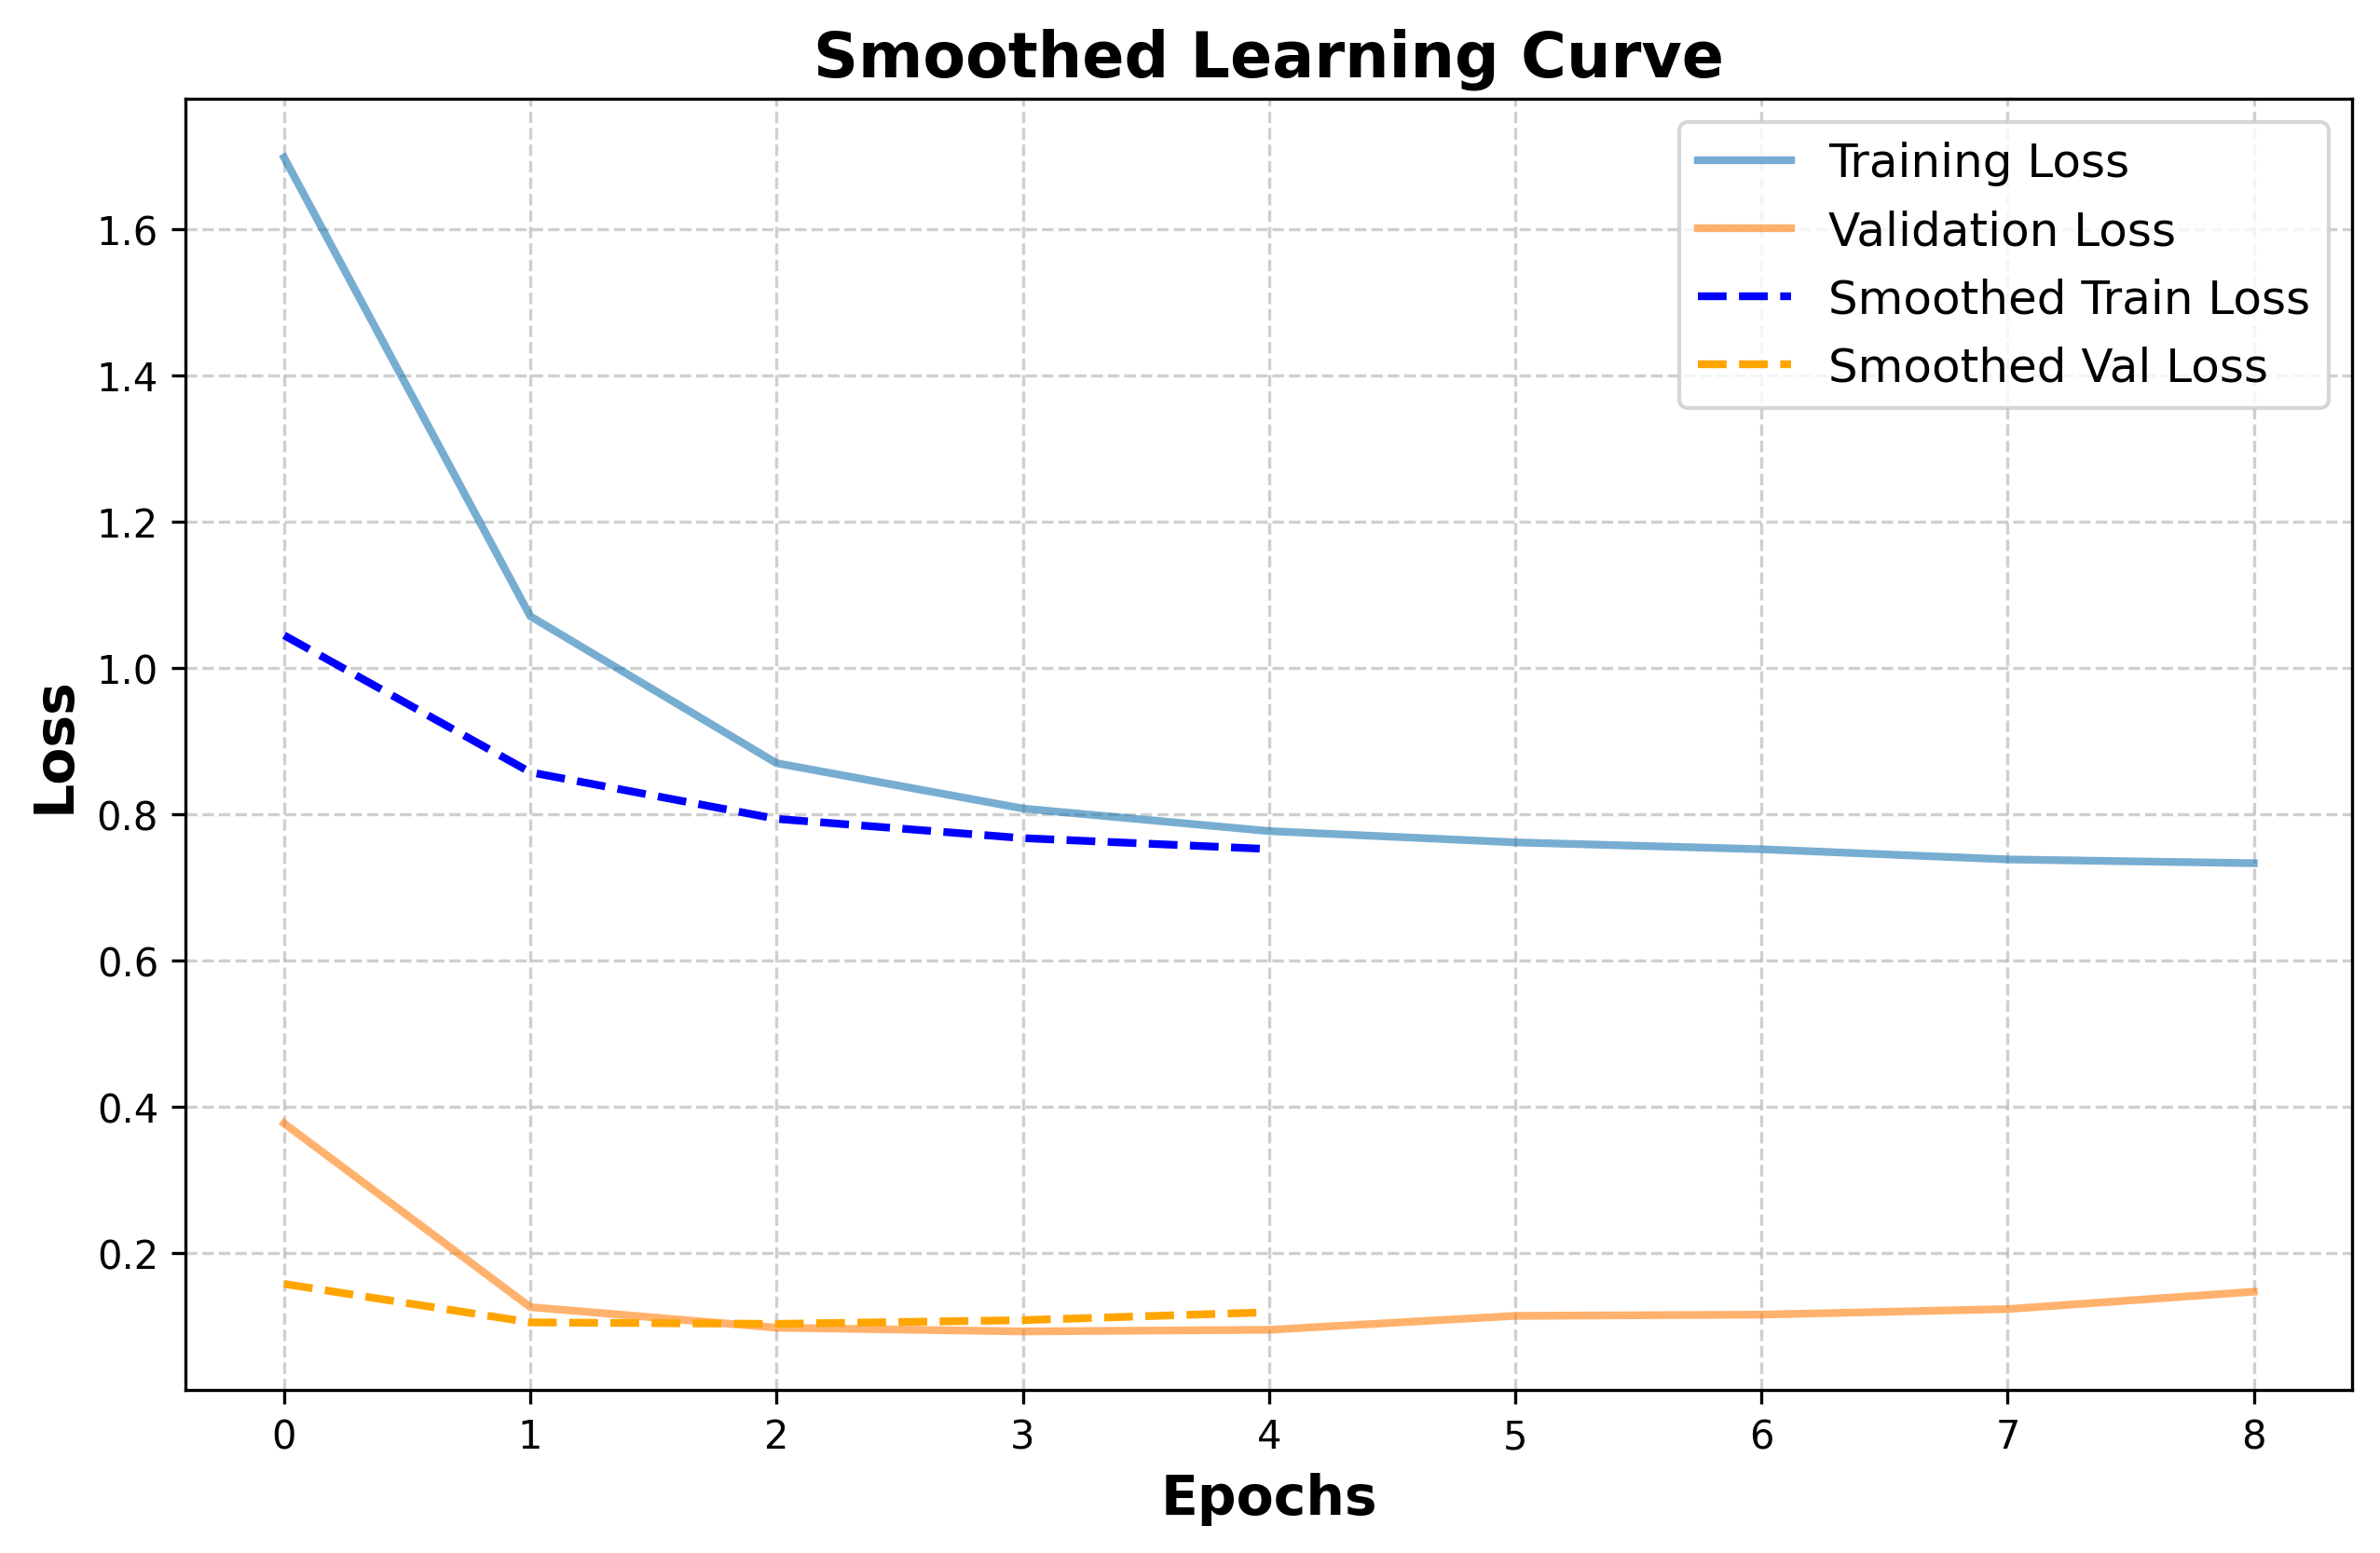 Smoothed Learning Curve
Training Loss
Validation Loss
Smoothed Train Loss
Smoothed Val Loss
1.6
1.4
1.2
1.0
0.8
0.6
0.4
0.2
Loss
0 1 2 3 4 5 6 7 8
Epochs